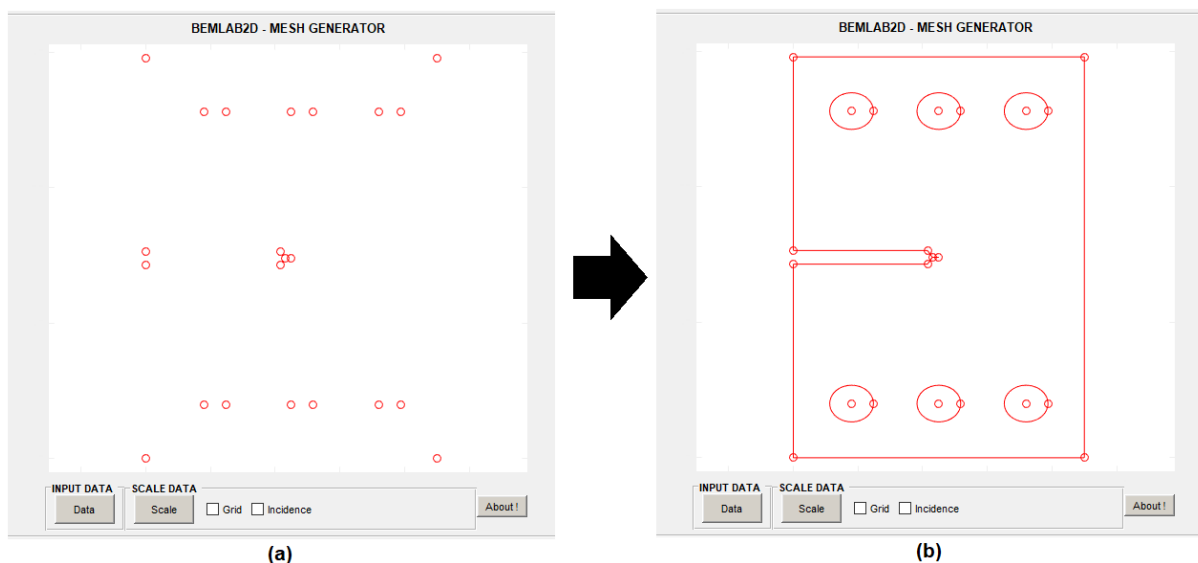 BEMLAB2D - MESH GENERATOR
INPUT DATA
SCALE DATA
Data
Scale
Grid
Incidence
About !
(a)
BEMLAB2D - MESH GENERATOR
INPUT DATA
SCALE DATA
Data
Scale
Grid
Incidence
About !
(b)